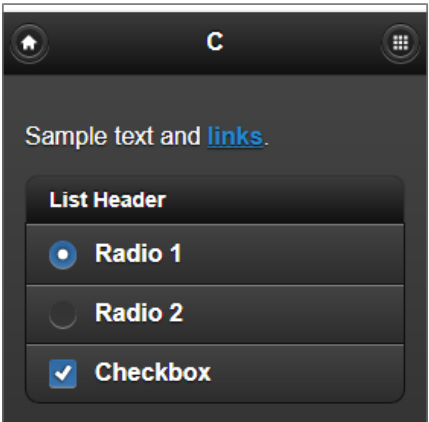 C
Sample text and links.
List Header
Radio 1
Radio 2
Checkbox